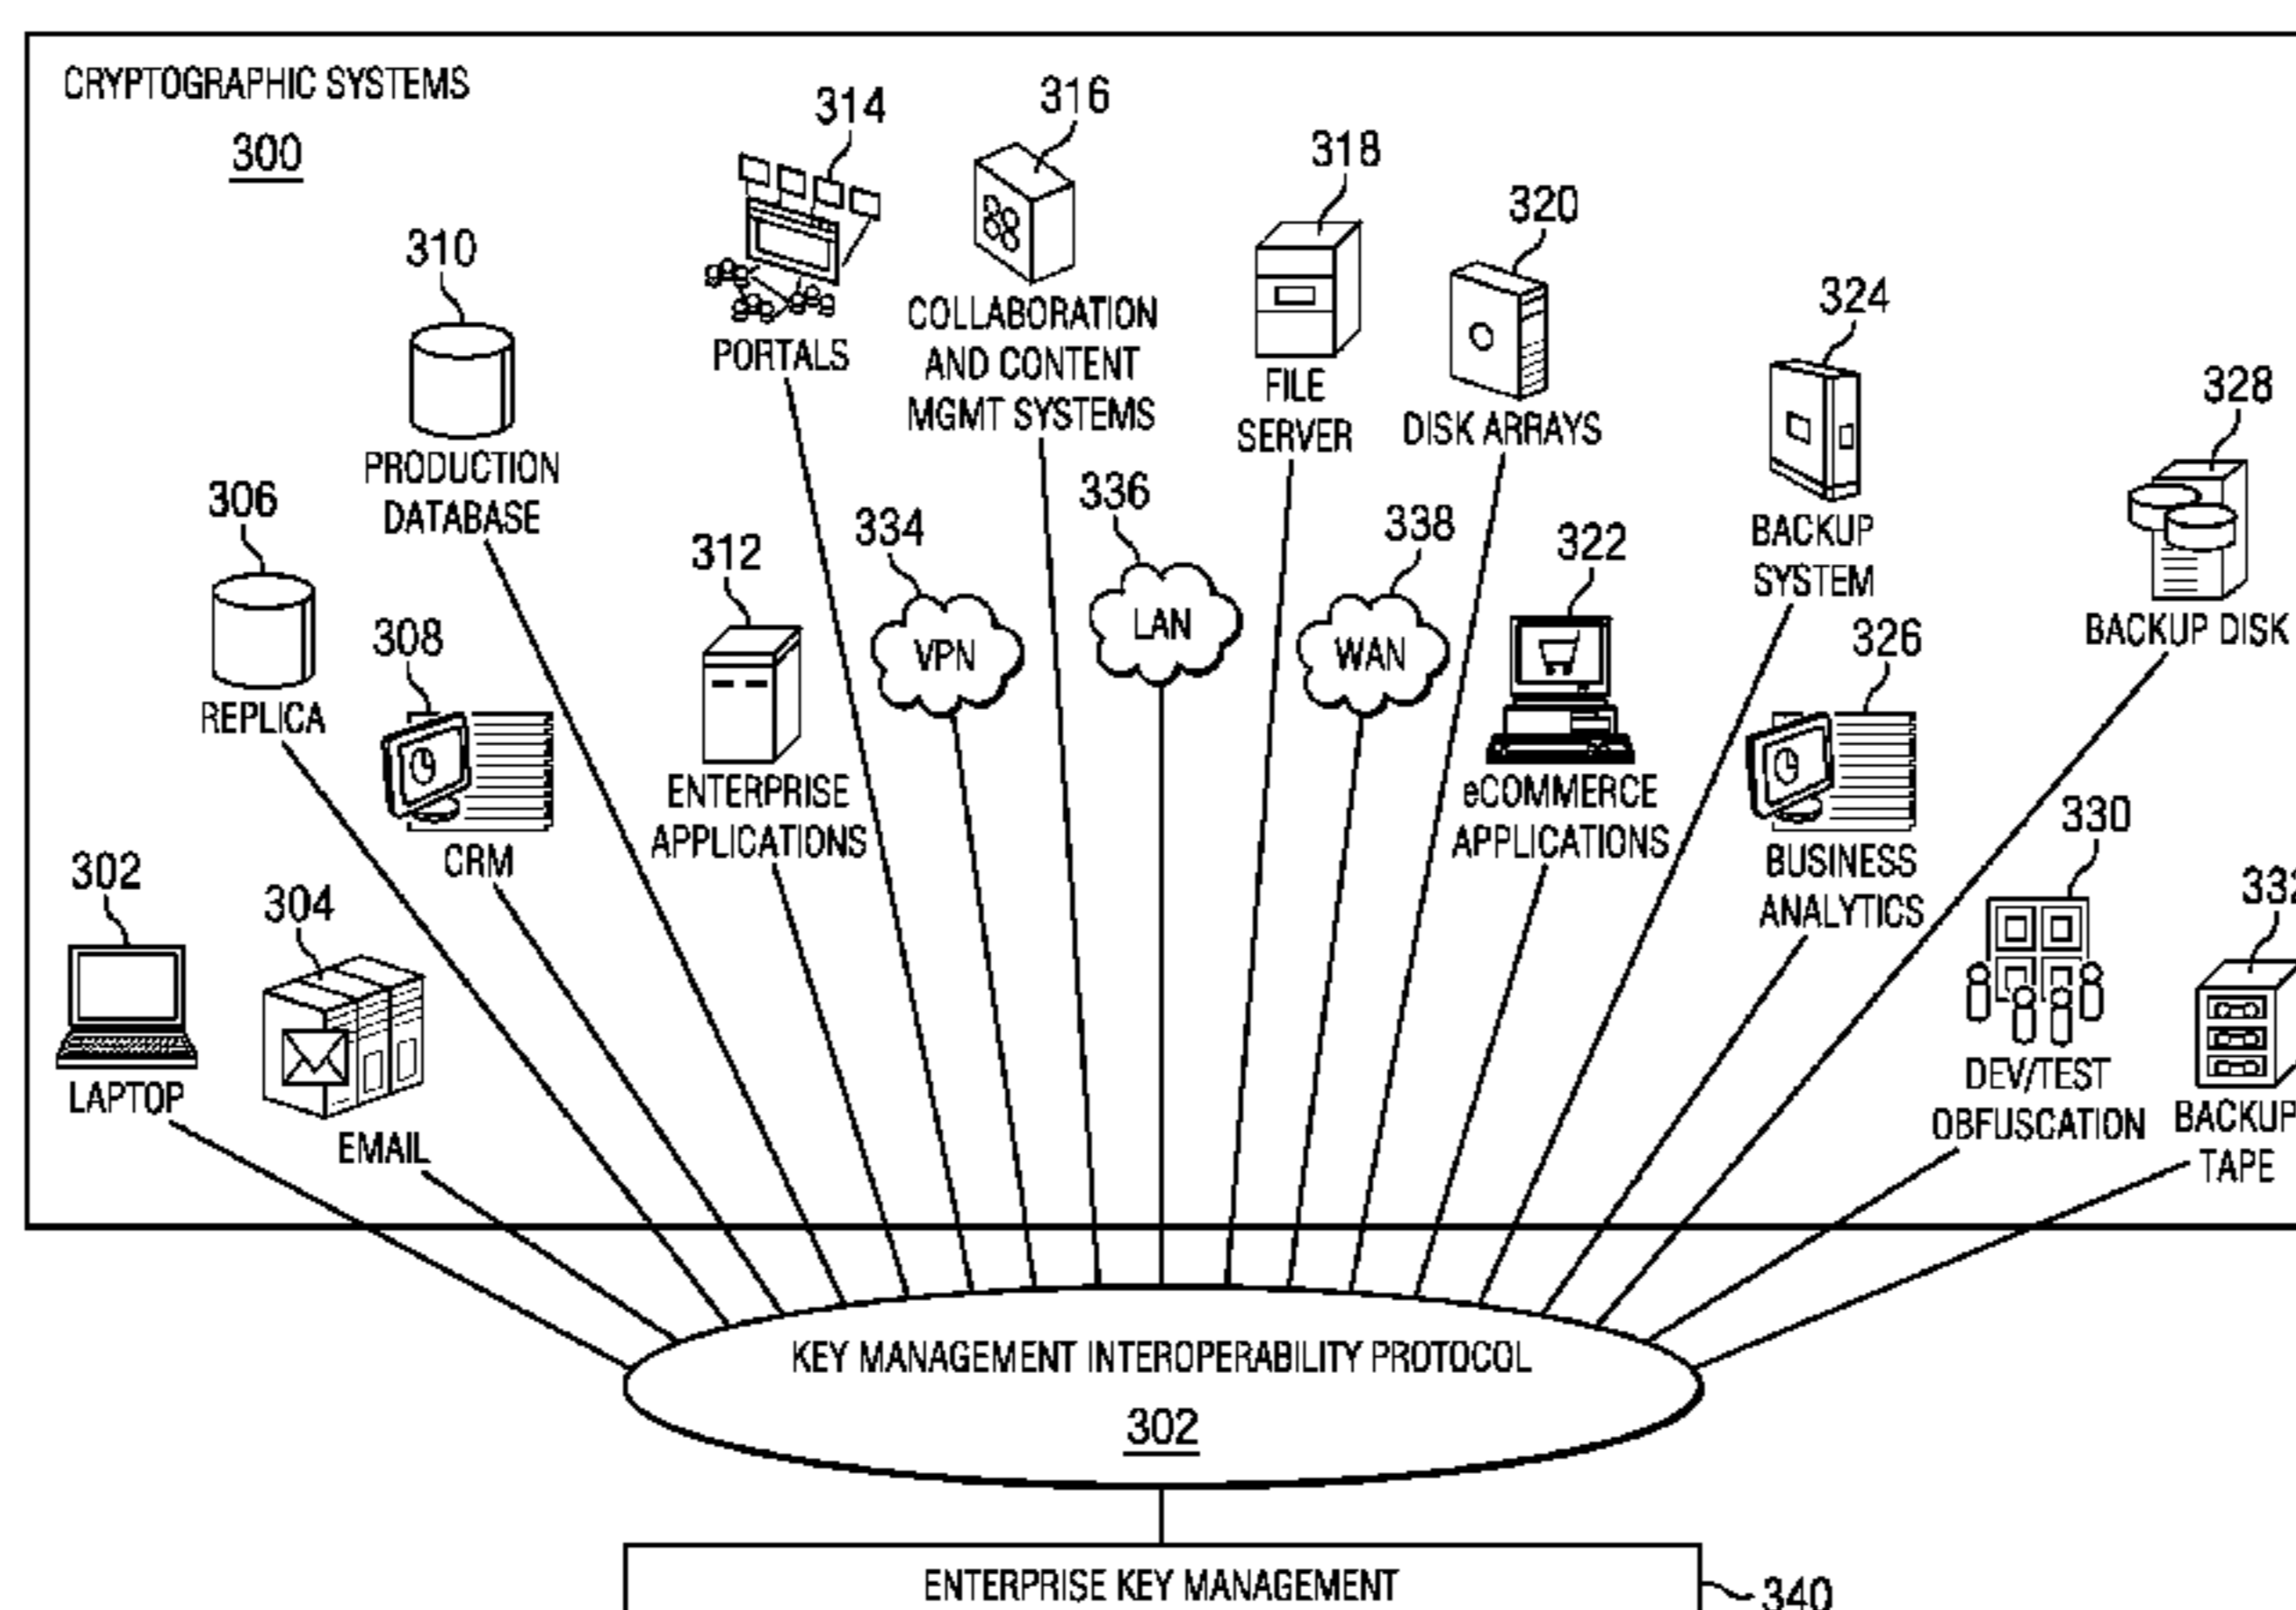 CRYPTOGRAPHIC SYSTEMS
300
314
316
318
320
310
324
328
PORTALS
COLLABORATION
AND CONTENT
MGMT SYSTEMS
FILE
SERVER
DISK ARRAYS
PRODUCTION
DATABASE
306
312
334
336
338
322
BACKUP
SYSTEM
BACKUP DISK
308
VPN
LAN
WAN
326
REPLICA
ENTERPRISE
APPLICATIONS
eCOMMERCE
APPLICATIONS
330
CRM
BUSINESS
ANALYTICS
302
304
332
LAPTOP
EMAIL
DEV/TEST
OBFUSCATION
BACKUP
TAPE
KEY MANAGEMENT INTEROPERABILITY PROTOCOL
302
ENTERPRISE KEY MANAGEMENT
340